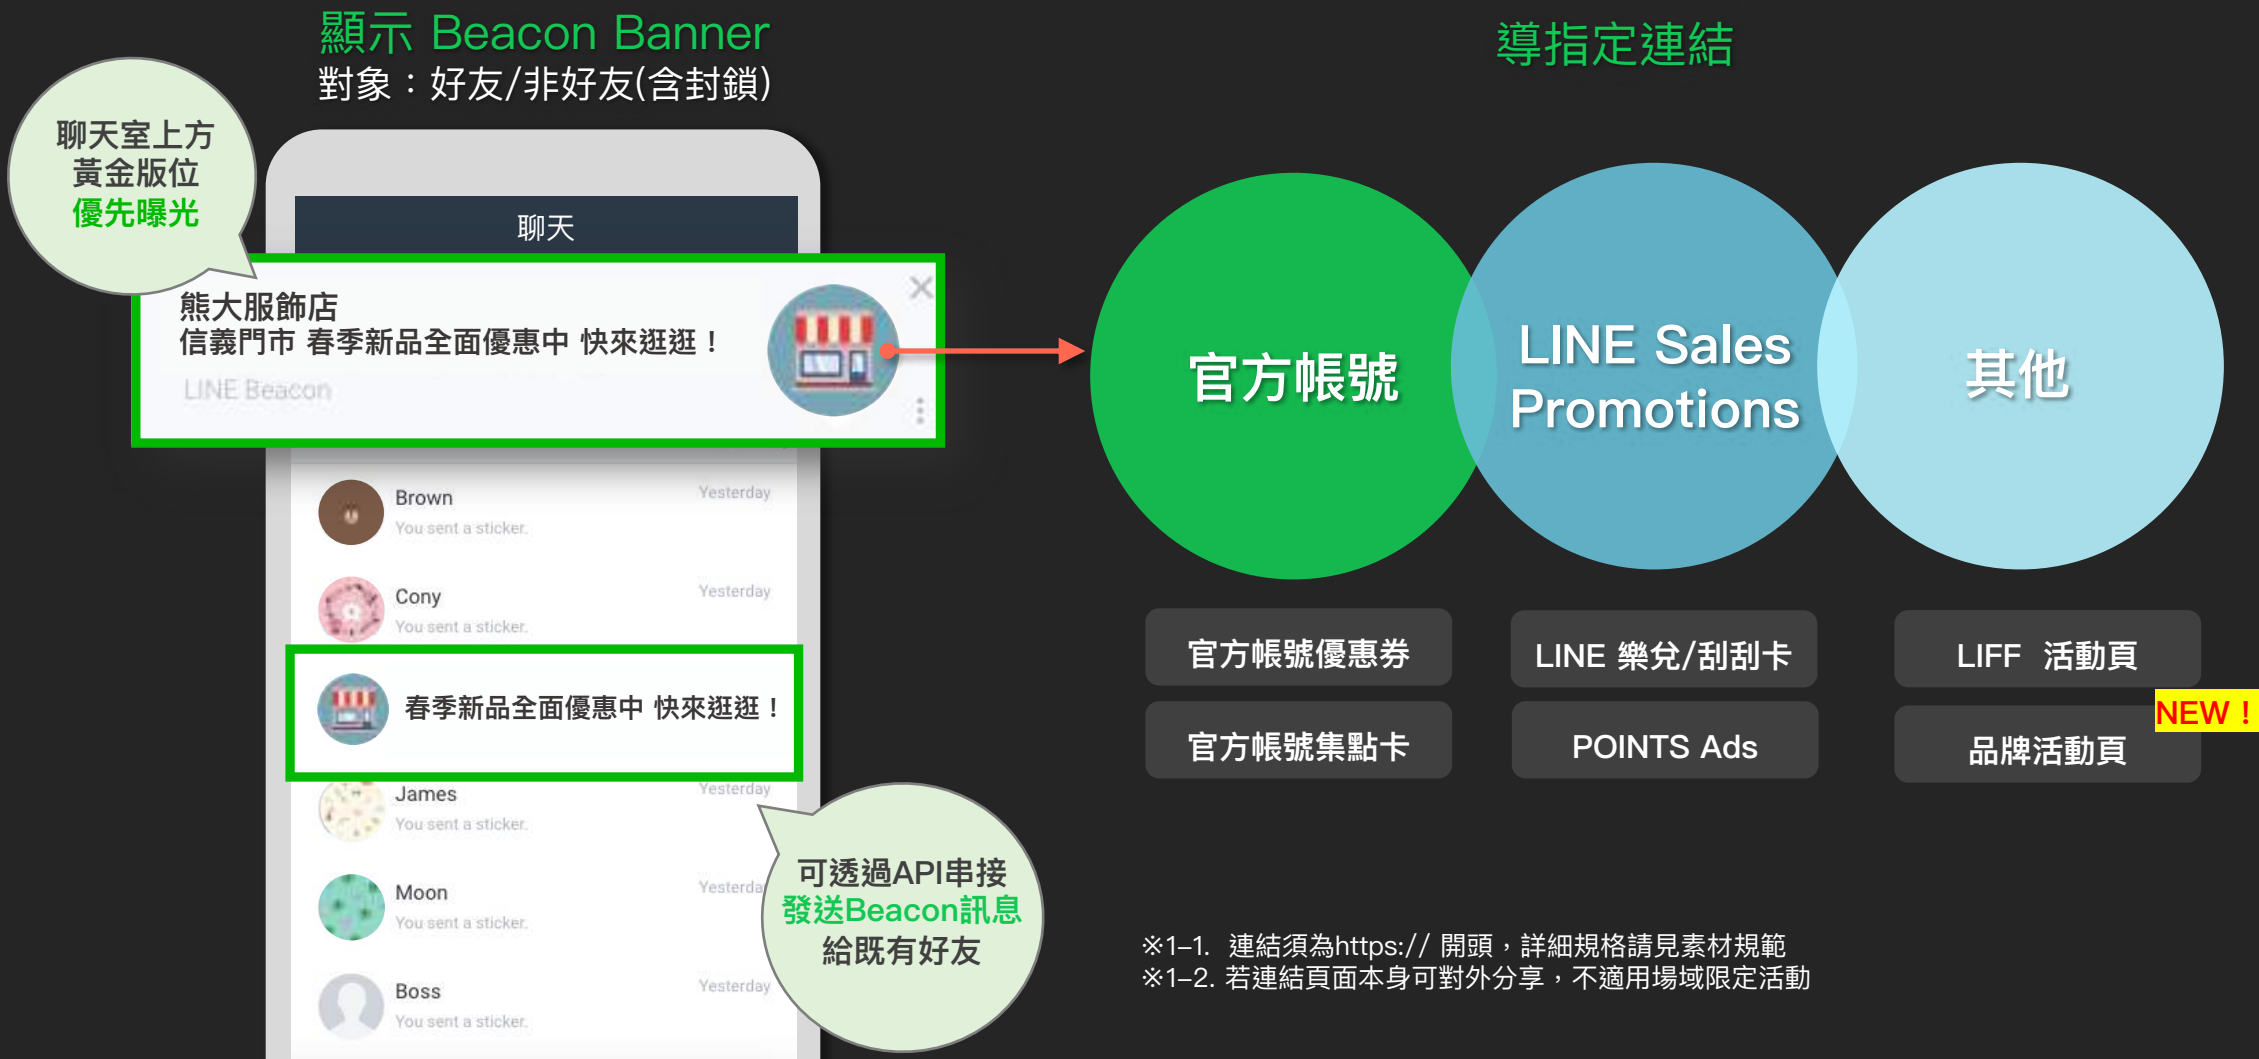 顯示 Beacon Banner
對象：好友/非好友(含封鎖)
聊天室上方
黃金版位
優先曝光
聊天
熊大服飾店
信義門市 春季新品全面優惠中 快來逛逛！
LINE Beacon
Brown
Yesterday
You sent a sticker.
Cony
Yesterday
You sent a sticker.
春季新品全面優惠中 快來逛逛！
James
Yesterday
You sent a sticker.
Moon
Yesterday
You sent a sticker.
Boss
Yesterday
You sent a sticker.
可透過API串接
發送Beacon訊息
給既有好友
導指定連結
官方帳號
LINE Sales
Promotions
其他
官方帳號優惠券
LINE 樂兌/刮刮卡
LIFF 活動頁
官方帳號集點卡
POINTS Ads
品牌活動頁
NEW！
※1-1. 連結須為https:// 開頭，詳細規格請見素材規範
※1-2. 若連結頁面本身可對外分享，不適用場域限定活動